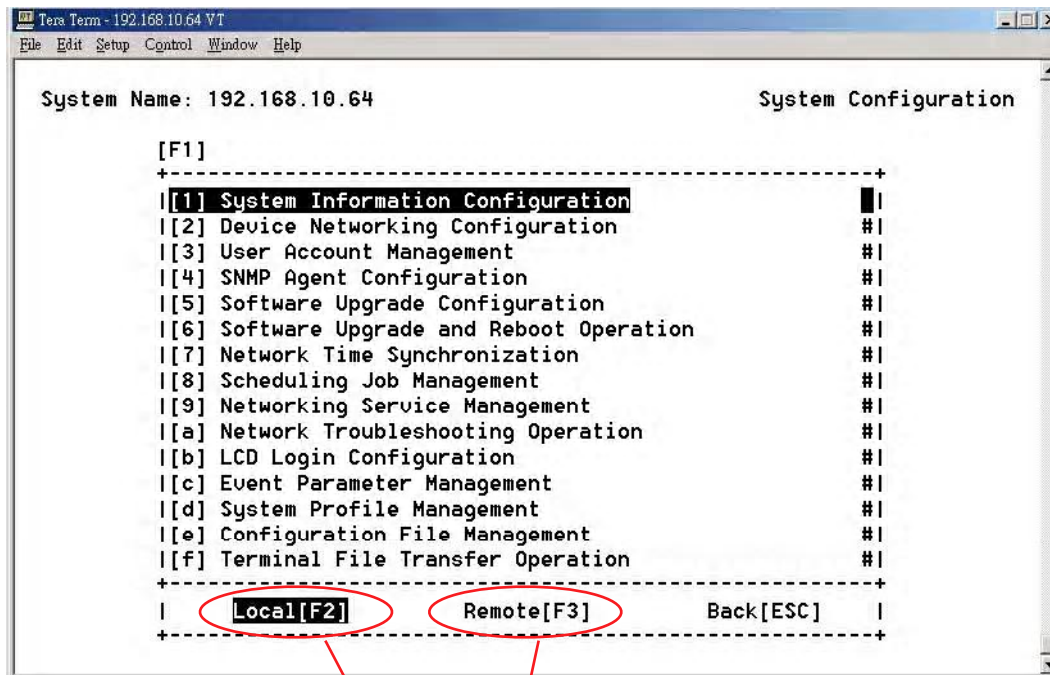 Tera Term - 192.168.10.64 VT
File Edit Setup Control Window Help
System Name: 192.168.10.64 System Configuration
[F1]
[1] System Information Configuration
[2] Device Networking Configuration #
[3] User Account Management #
[4] SNMP Agent Configuration #
[5] Software Upgrade Configuration #
[6] Software Upgrade and Reboot Operation #
[7] Network Time Synchronization #
[8] Scheduling Job Management #
[9] Networking Service Management #
[a] Network Troubleshooting Operation #
[b] LCD Login Configuration #
[c] Event Parameter Management #
[d] System Profile Management #
[e] Configuration File Management #
[f] Terminal File Transfer Operation #
Local[F2] Remote[F3] Back[ESC]